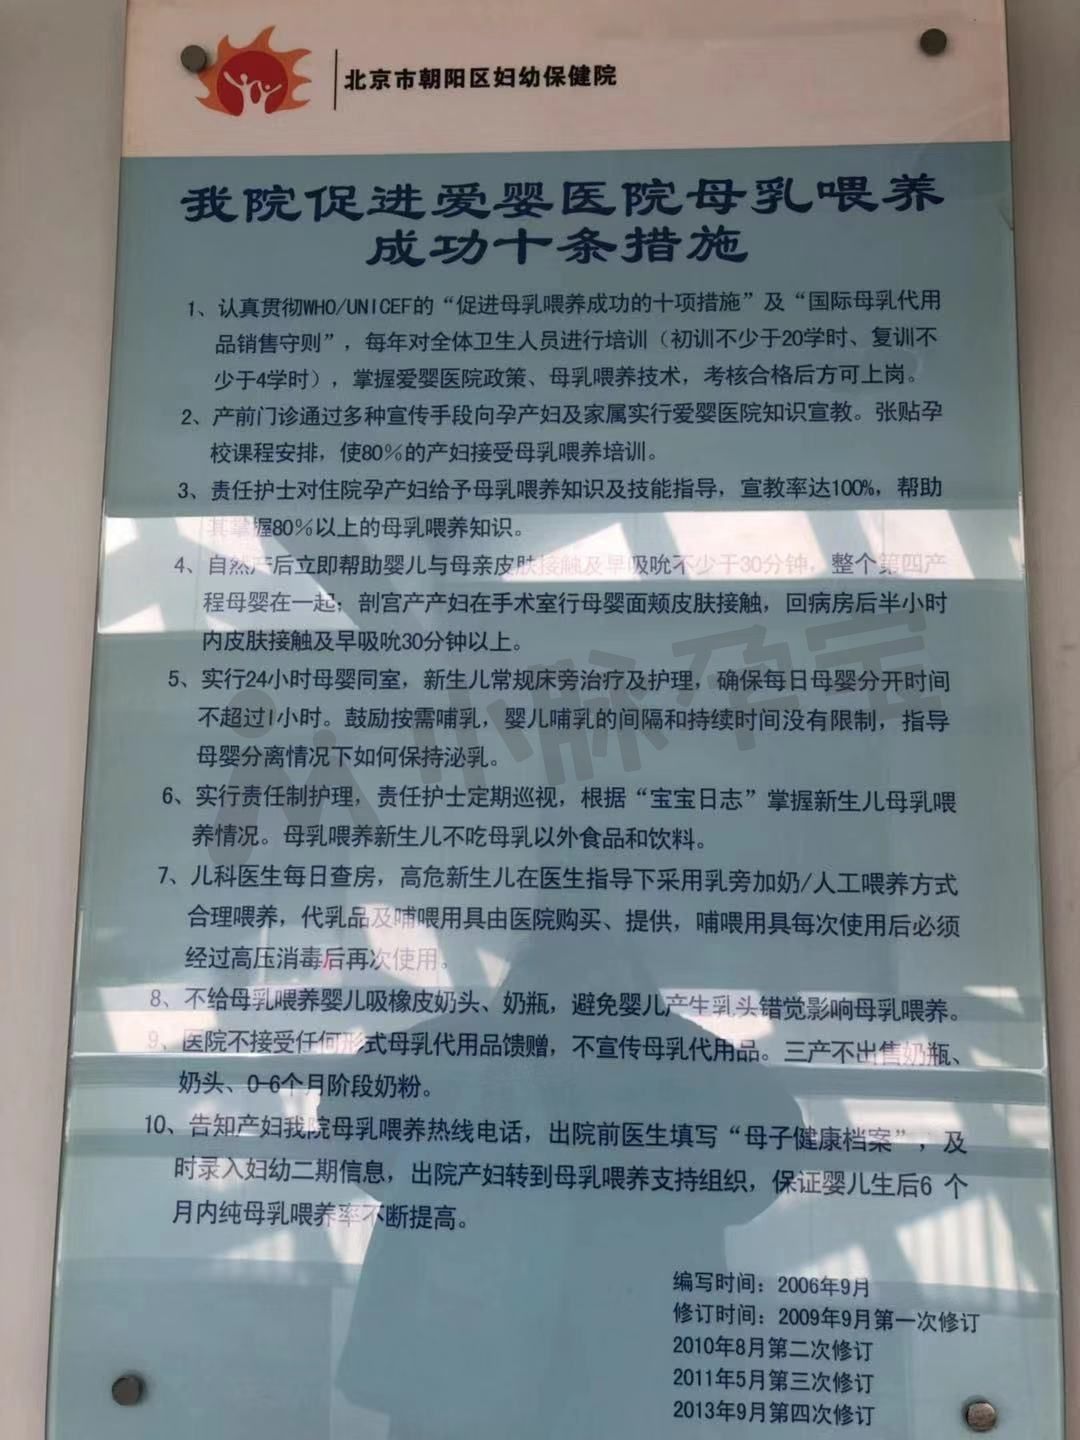 北京市朝阳区妇幼保健院
我院促进爱婴医院母乳喂养
成功十条措施
1、认真贯彻WHO/UNICEF的“促进母乳喂养成功的十项措施”及“国际母乳代用
品销售守则”，每年对全体卫生人员进行培训（初训不少于20学时、复训不
少于4学时），掌握爱婴医院政策、母乳喂养技术，考核合格后方可上岗。
2、产前门诊通过多种宣传手段向孕产妇及家属实行爱婴医院知识宣教。张贴孕
校课程安排，使80%的产妇接受母乳喂养培训。
3、责任护士对住院孕产妇给予母乳喂养知识及技能指导，宣教率达100%，帮助
其掌握80%以上的母乳喂养知识。
4、自然产后立即帮助婴儿与母亲皮肤接触及早吸吮不少于30分钟，整个第四产
程母婴在一起；剖宫产产妇在手术室行母婴面颊皮肤接触，回病房后半小时
内皮肤接触及早吸吮30分钟以上。
5、实行24小时母婴同室，新生儿常规床旁治疗及护理，确保每日母婴分开时间
不超过1小时。鼓励按需哺乳，婴儿哺乳的间隔和持续时间没有限制，指导
母婴分离情况下如何保持泌乳。
6、实行责任制护理，责任护士定期巡视，根据“宝宝日志”掌握新生儿母乳喂
养情况。母乳喂养新生儿不吃母乳以外食品和饮料。
7、儿科医生每日查房，高危新生儿在医生指导下采用乳旁加奶/人工喂养方式
合理喂养，代乳品及哺喂用具由医院购买、提供，哺喂用具每次使用后必须
经过高压消毒后再次使用。
8、不给母乳喂养婴儿吸橡皮奶头、奶瓶，避免婴儿产生乳头错觉影响母乳喂养。
9、医院不接受任何形式母乳代用品馈赠，不宣传母乳代用品。三产不出售奶瓶、
奶头、0-6个月阶段奶粉。
10、告知产妇我院母乳喂养热线电话，出院前医生填写“母子健康档案”，及
时录入妇幼二期信息，出院产妇转到母乳喂养支持组织，保证婴儿生后6 个
月内纯母乳喂养率不断提高。
编写时间：2006年9月
修订时间：2009年9月第一次修订
2010年8月第二次修订
2011年5月第三次修订
2013年9月第四次修订
小脉孕宝